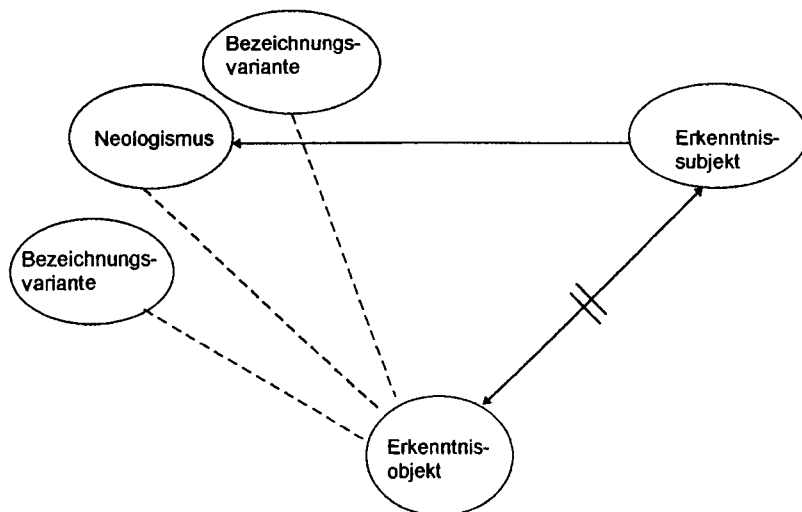 Bezeichnungs-
variante
Neologismus
Erkenntnis-
subjekt
Bezeichnungs-
variante
Erkenntnis-
objekt